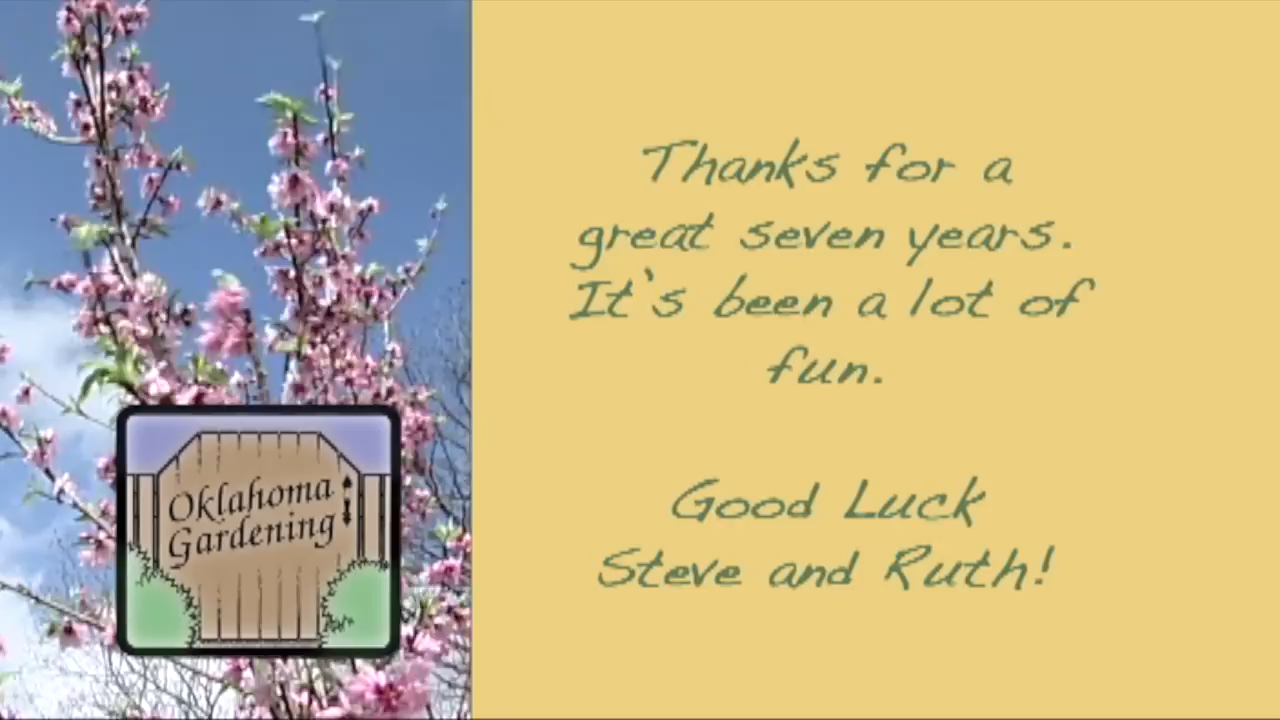 Thanks for a
great seven years.
It's been a lot of
fun.
Good Luck
Steve and Ruth!
Oklahoma
Gardening